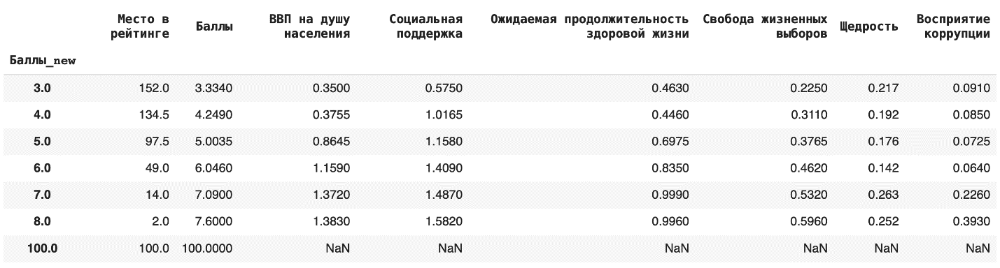 Место в рейтинге Баллы ВВП на душу населения Социальная поддержка Ожидаемая продолжительность здоровой жизни Свобода жизненных выборов Щедрость Восприятие коррупции
Баллы_new
3.0 152.0 3.3340 0.3500 0.5750 0.4630 0.2250 0.217 0.0910
4.0 134.5 4.2490 0.3755 1.0165 0.4460 0.3110 0.192 0.0850
5.0 97.5 5.0035 0.8645 1.1580 0.6975 0.3765 0.176 0.0725
6.0 49.0 6.0460 1.1590 1.4090 0.8350 0.4620 0.142 0.0640
7.0 14.0 7.0900 1.3720 1.4870 0.9990 0.5320 0.263 0.2260
8.0 2.0 7.6000 1.3830 1.5820 0.9960 0.5960 0.252 0.3930
100.0 100.0 100.0000 NaN NaN NaN NaN NaN NaN